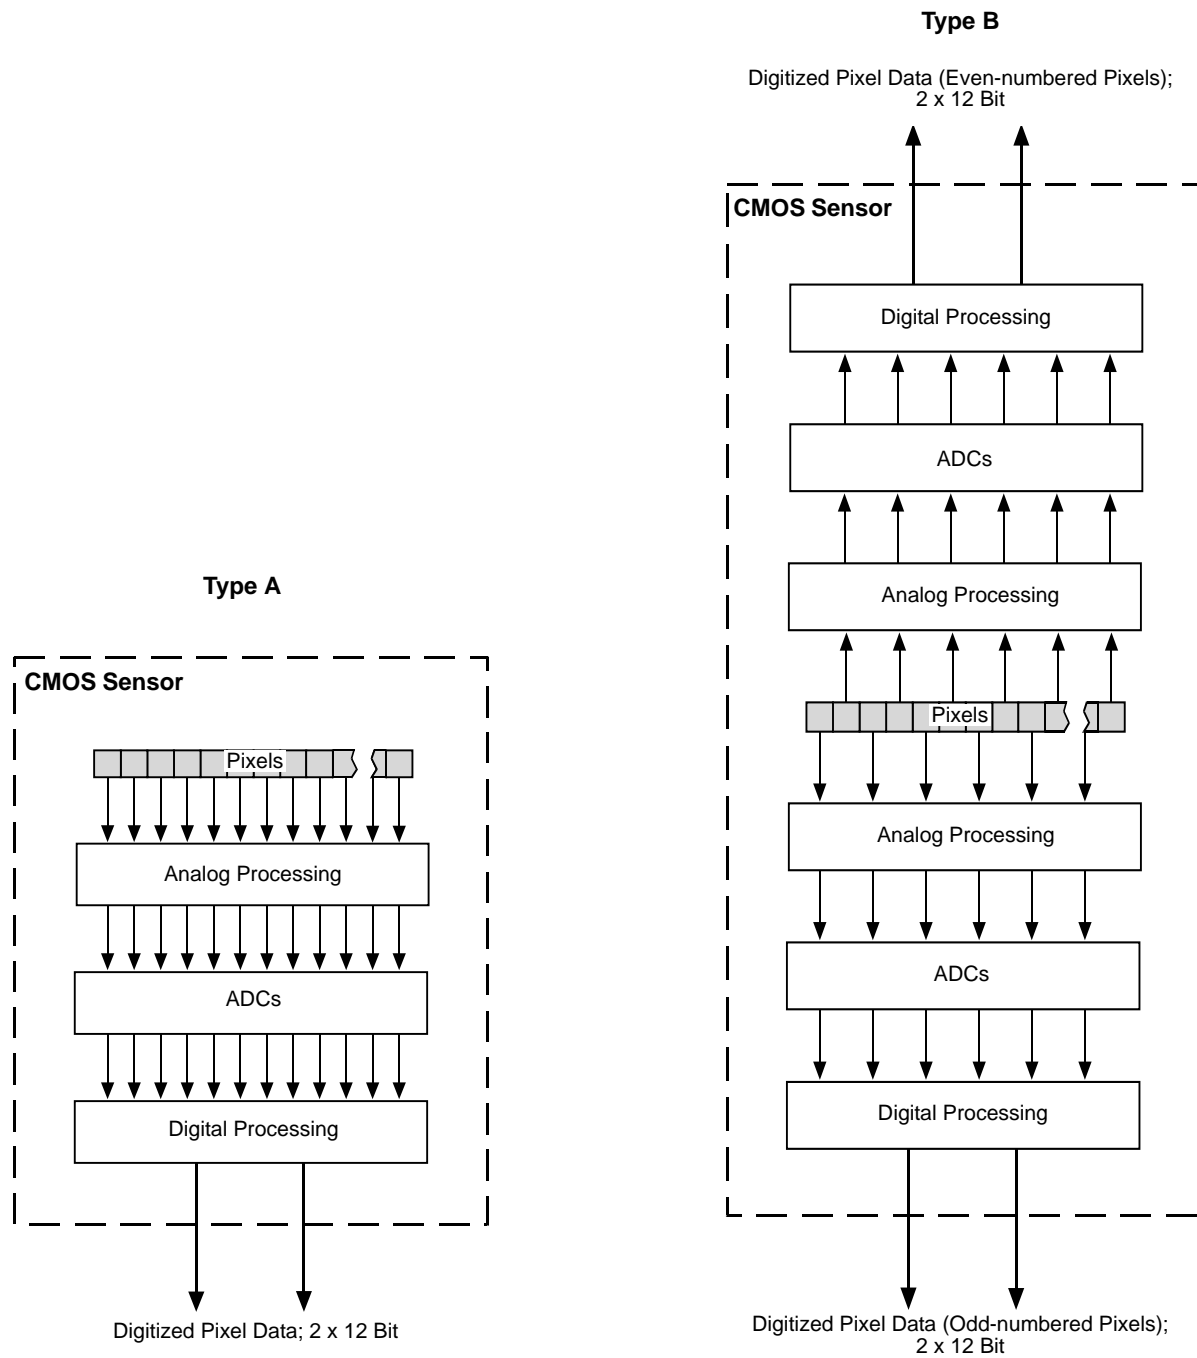 Type B
Digitized Pixel Data (Even-numbered Pixels);
2 x 12 Bit
CMOS Sensor
Digital Processing
ADCs
Analog Processing
Pixels
Analog Processing
ADCs
Digital Processing
Digitized Pixel Data (Odd-numbered Pixels);
2 x 12 Bit
Type A
CMOS Sensor
Pixels
Analog Processing
ADCs
Digital Processing
Digitized Pixel Data; 2 x 12 Bit